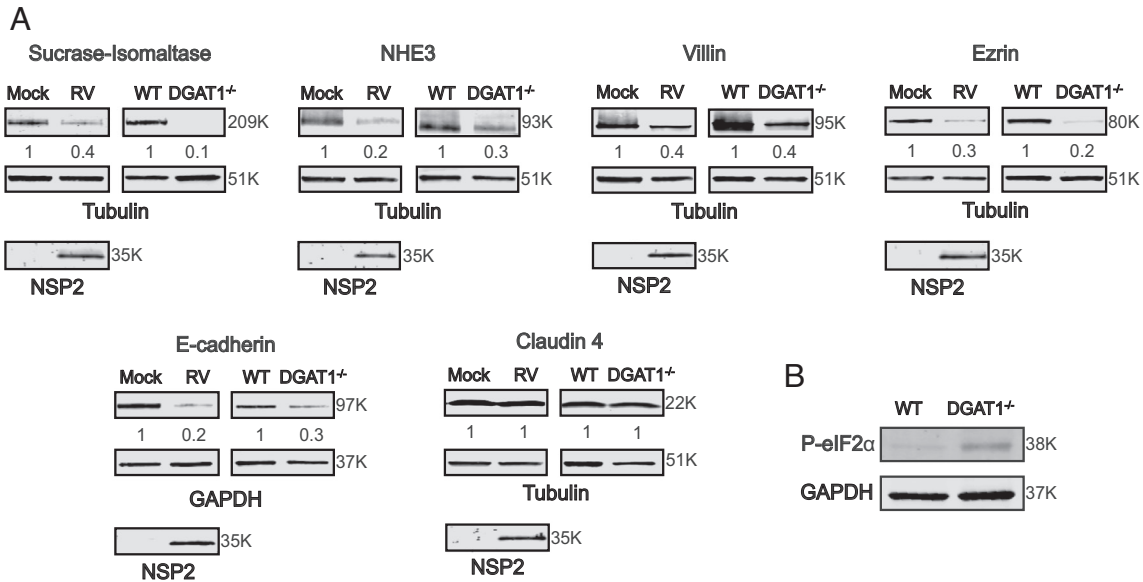 A
Sucrase-Isomaltase NHE3 Villin Ezrin
Mock RV WT DGAT1-/- Mock RV WT DGAT1-/- Mock RV WT DGAT1-/- Mock RV WT DGAT1-/-
209K 93K 95K 80K
1 0.4 1 0.1 1 0.2 1 0.3 1 0.4 1 0.4 1 0.3 1 0.2
51K 51K 51K 51K
Tubulin Tubulin Tubulin Tubulin
35K 35K 35K 35K
NSP2 NSP2 NSP2 NSP2
E-cadherin Claudin 4
Mock RV WT DGAT1-/- Mock RV WT DGAT1-/-
97K 22K
1 0.2 1 0.3 1 1 1 1
37K 51K
GAPDH Tubulin
35K 35K
NSP2 NSP2
B
WT DGAT1-/-
P-eIF2α 38K
GAPDH 37K